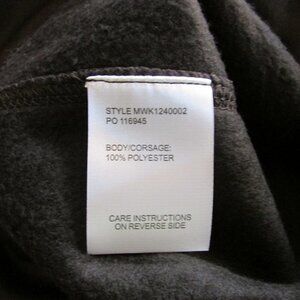 STYLE MWK1240002
PO 116945
BODY/CORSAGE:
100% POLYESTER
CARE INSTRUCTIONS
ON REVERSE SIDE